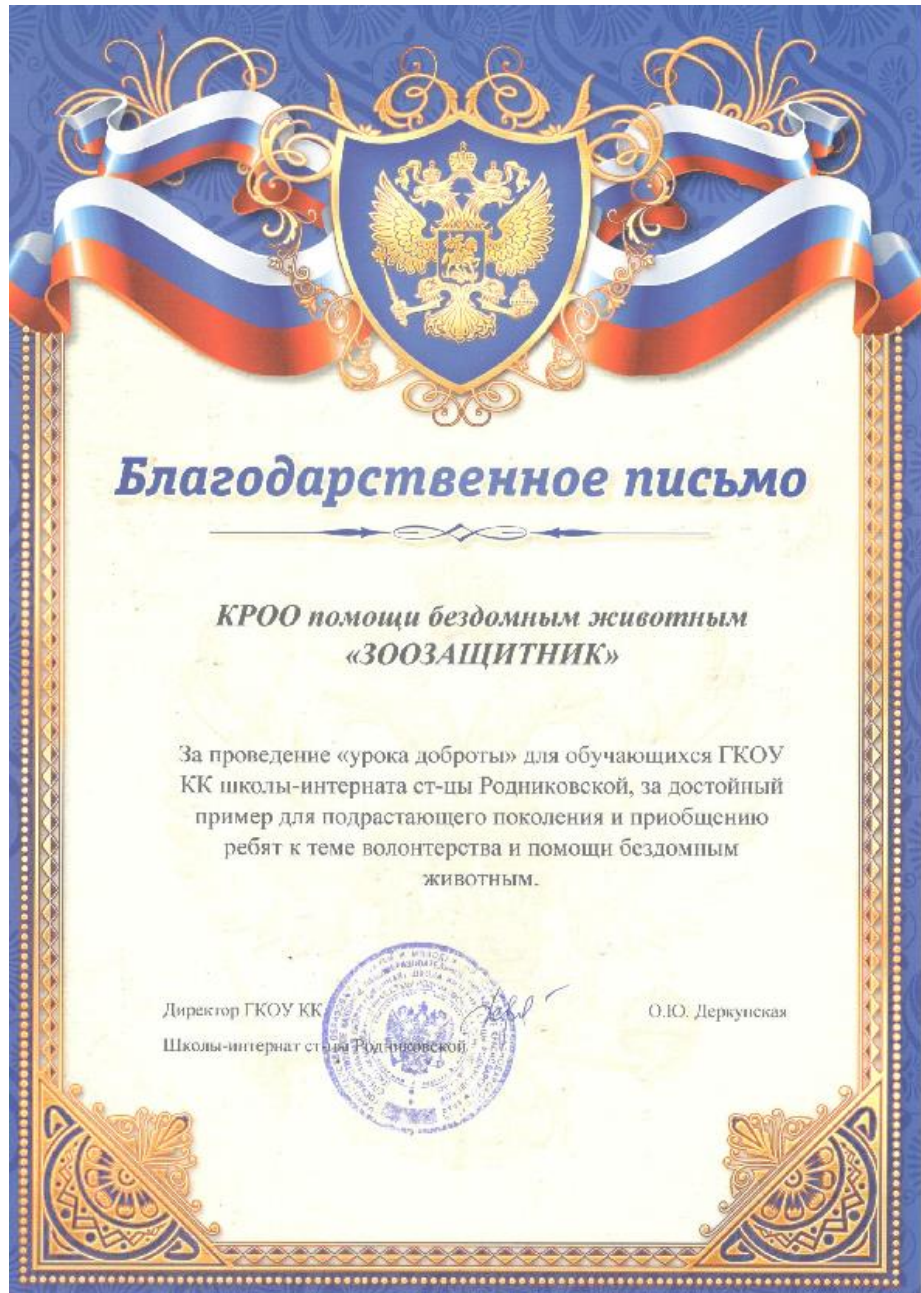 Благодарственное письмо
КРОО помощи бездомным животным
«ЗООЗАЩИТНИК»
За проведение «урока доброты» для обучающихся ГКОУ
КК школы-интерната ст-цы Родниковской, за достойный
пример для подрастающего поколения и приобщению
ребят к теме волонтерства и помощи бездомным
животным.
Директор ГКОУ КК
О.Ю. Деркунская
Школы-интернат ст-цы Родниковской